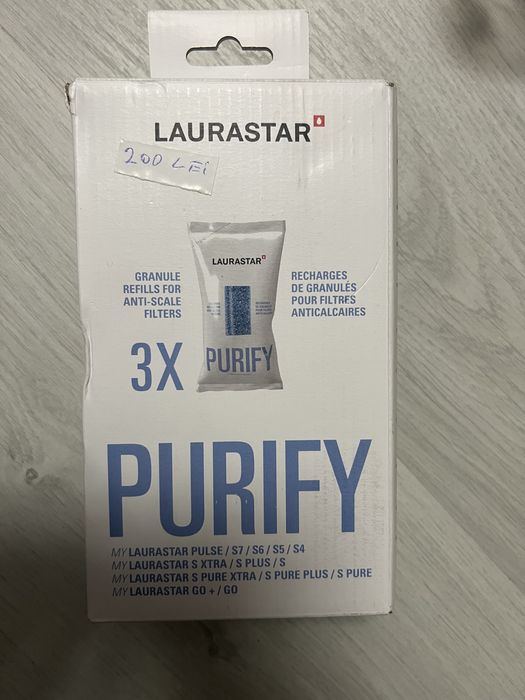 LAURASTAR
200 LEI
LAURASTAR
GRANULE
REFILLS FOR
ANTI-SCALE
FILTERS
RECHARGES
DE GRANULÉS
POUR FILTRES
ANTICALCAIRES
3X
PURIFY
PURIFY
MY LAURASTAR PULSE / S7 / S6 / S5 / S4
MY LAURASTAR S XTRA / S PLUS / S
MY LAURASTAR S PURE XTRA / S PURE PLUS / S PURE
MY LAURASTAR GO + / GO